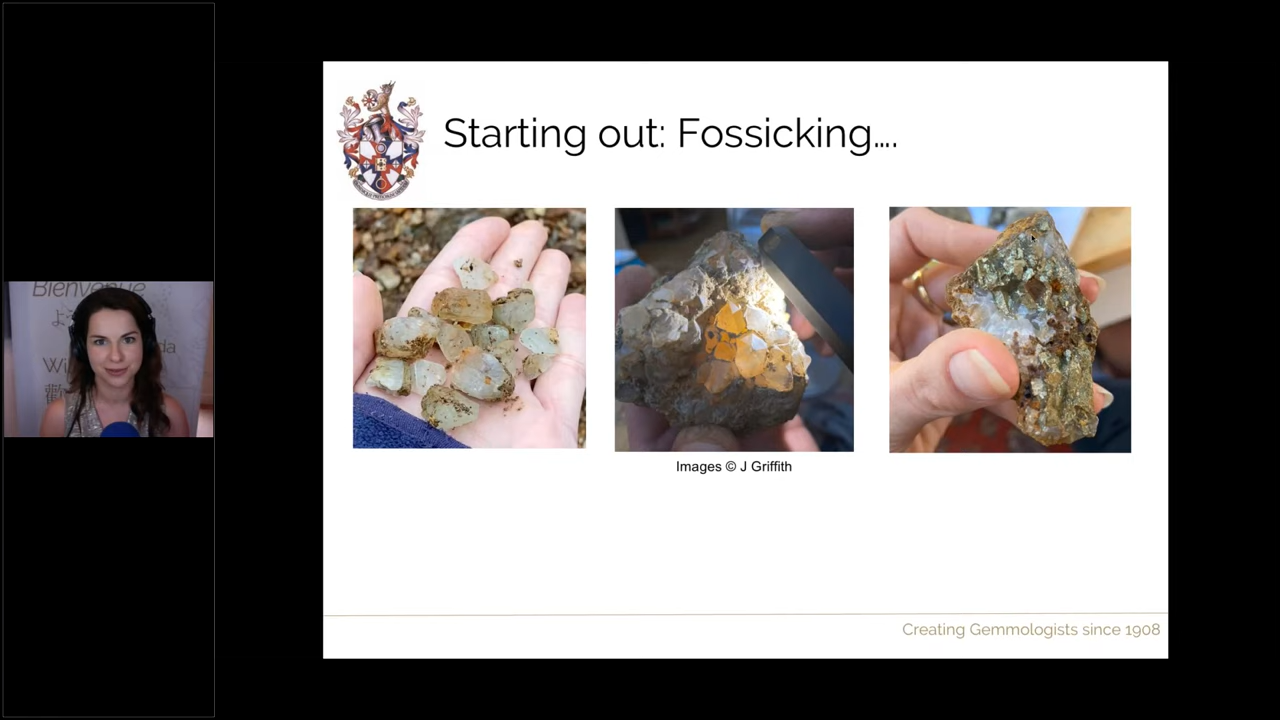 Bienvenue
Starting out: Fossicking....
Images © J Griffith
Creating Gemmologists since 1908